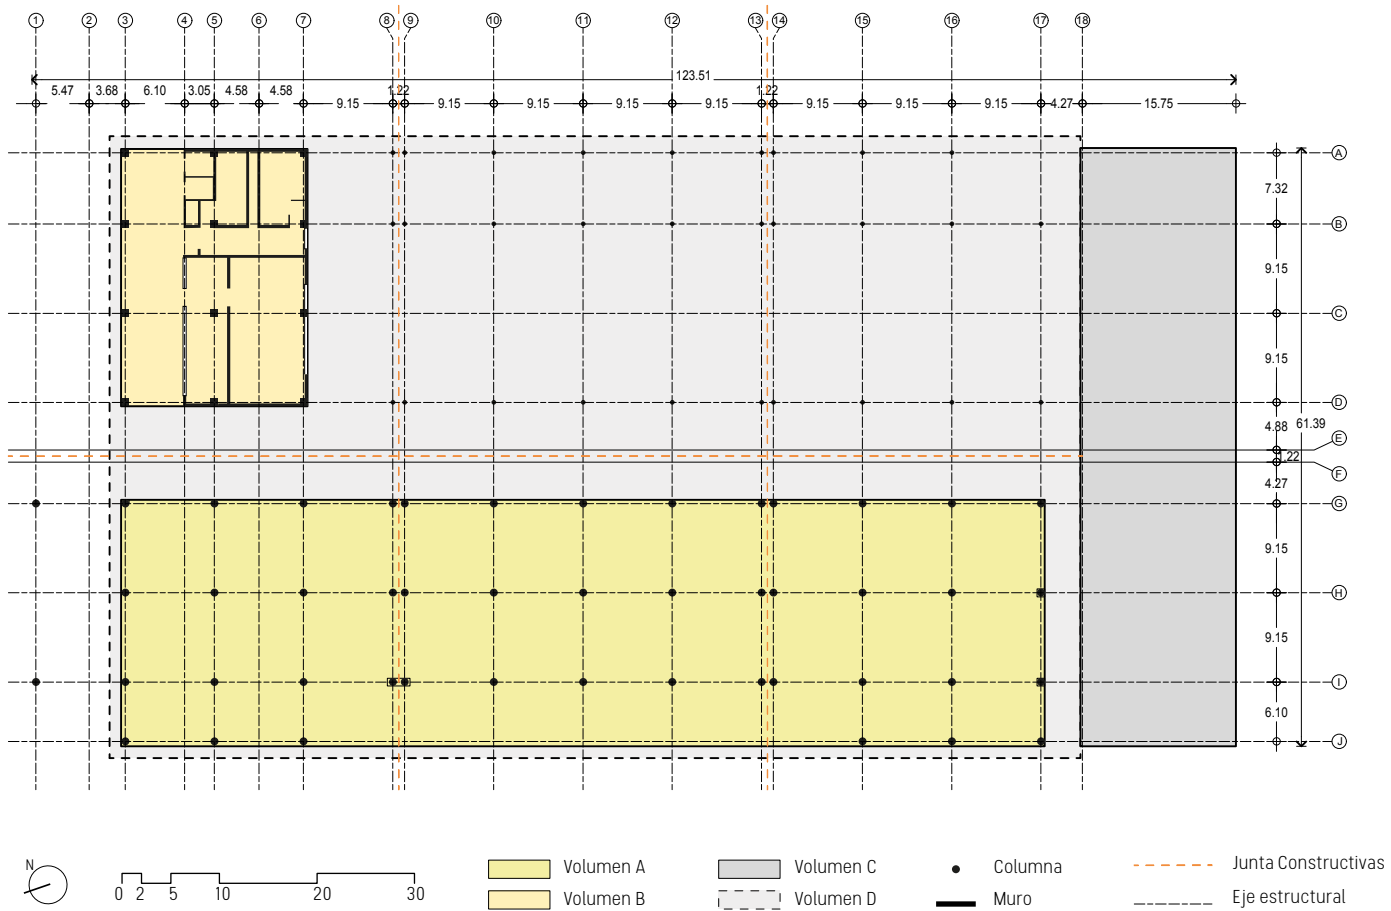 1 2 3 4 5 6 7 8 9 10 11 12 13 14 15 16 17 18
123.51
5.47 3.68 6.10 3.05 4.58 4.58 9.15 1.22 9.15 9.15 9.15 9.15 1.22 9.15 9.15 9.15 4.27 15.75
A
7.32
B
9.15
C
9.15
D
4.88 61.39
E
.22
F
4.27
G
9.15
H
9.15
I
6.10
J
N
0 2 5 10 20 30
Volumen A
Volumen B
Volumen C
Volumen D
Columna
Muro
Junta Constructivas
Eje estructural